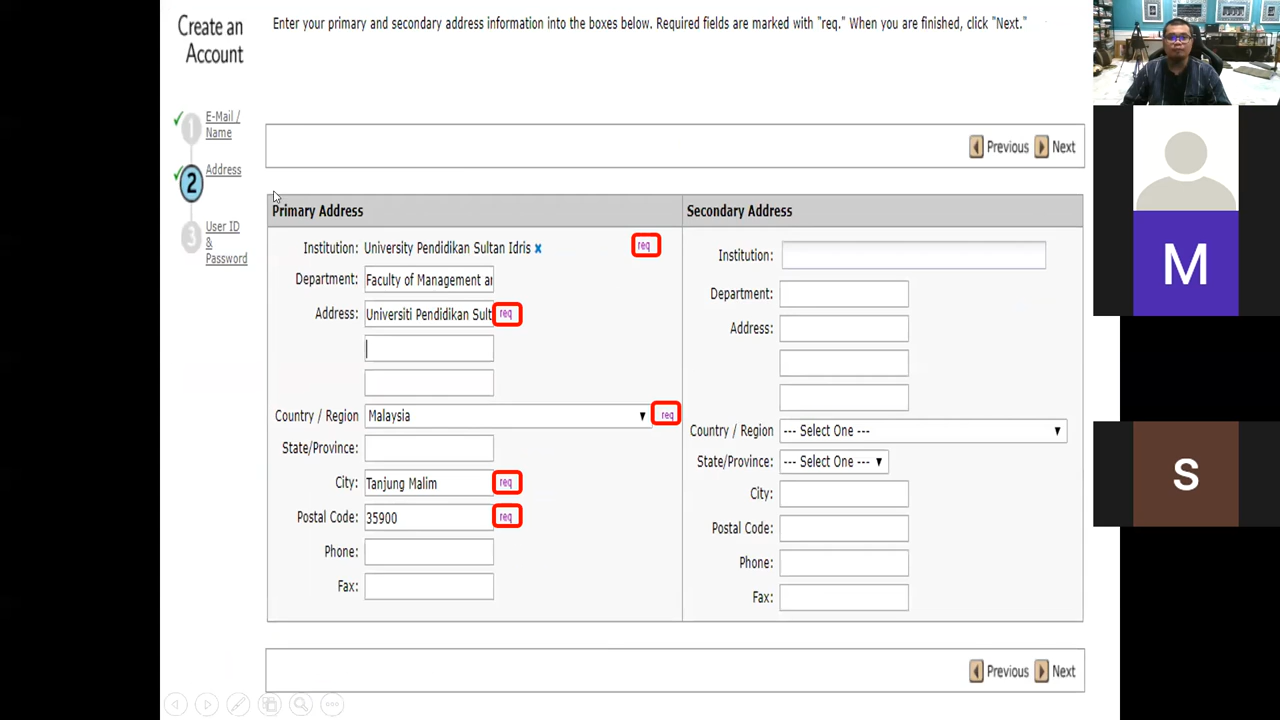 Create an
Account
Enter your primary and secondary address information into the boxes below. Required fields are marked with "req." When you are finished, click "Next."
1
E-Mail /
Name
2
Address
3
User ID
&
Password
Previous Next
Primary Address
Institution: University Pendidikan Sultan Idris x req
Department: Faculty of Management ar
Address: Universiti Pendidikan Sult req
Country / Region Malaysia req
State/Province:
City: Tanjung Malim req
Postal Code: 35900 req
Phone:
Fax:
Secondary Address
Institution:
Department:
Address:
Country / Region --- Select One ---
State/Province: --- Select One ---
City:
Postal Code:
Phone:
Fax:
Previous Next
M
S